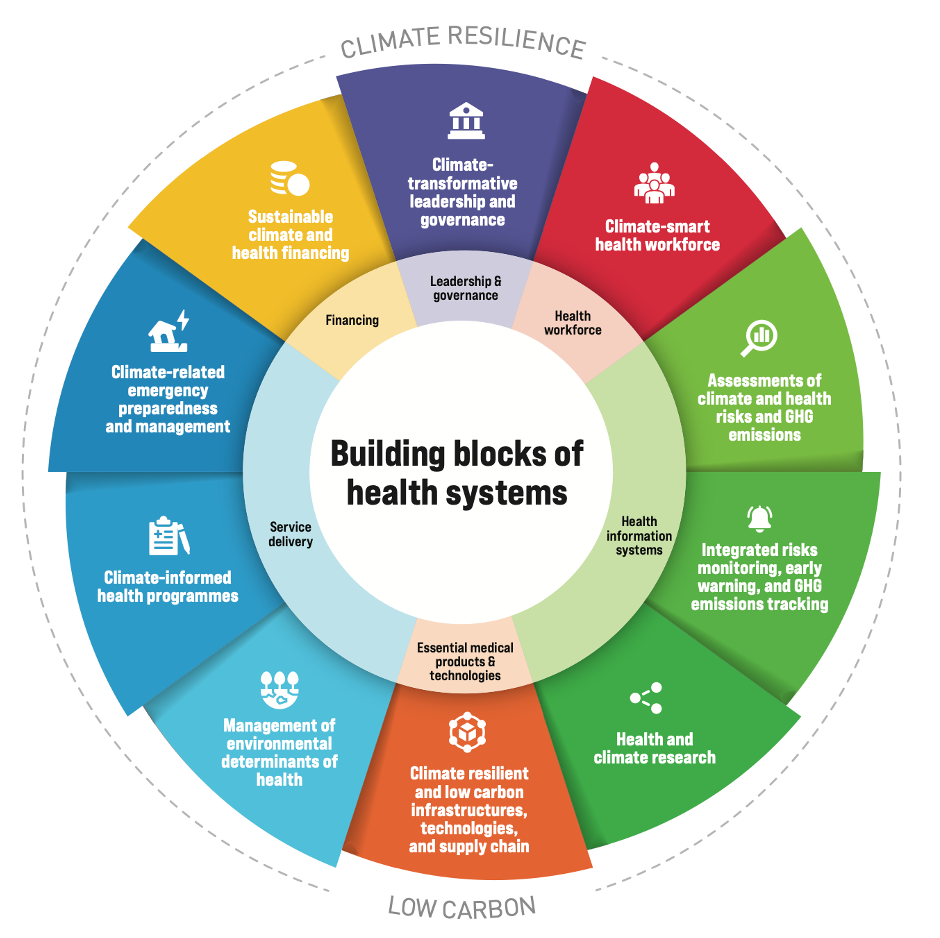 CLIMATE RESILIENCE
Climate-
transformative
leadership and
governance
Climate-smart
health workforce
Assessments of
climate and health
risks and GHG
emissions
Integrated risks
monitoring, early
warning, and GHG
emissions tracking
Health and
climate research
Climate resilient
and low carbon
infrastructures,
technologies,
and supply chain
Management of
environmental
determinants of
health
Climate-informed
health programmes
Climate-related
emergency
preparedness
and management
Sustainable
climate and
health financing
Leadership &
governance
Health
workforce
Health
information
systems
Essential medical
products &
technologies
Service
delivery
Financing
Building blocks of
health systems
LOW CARBON